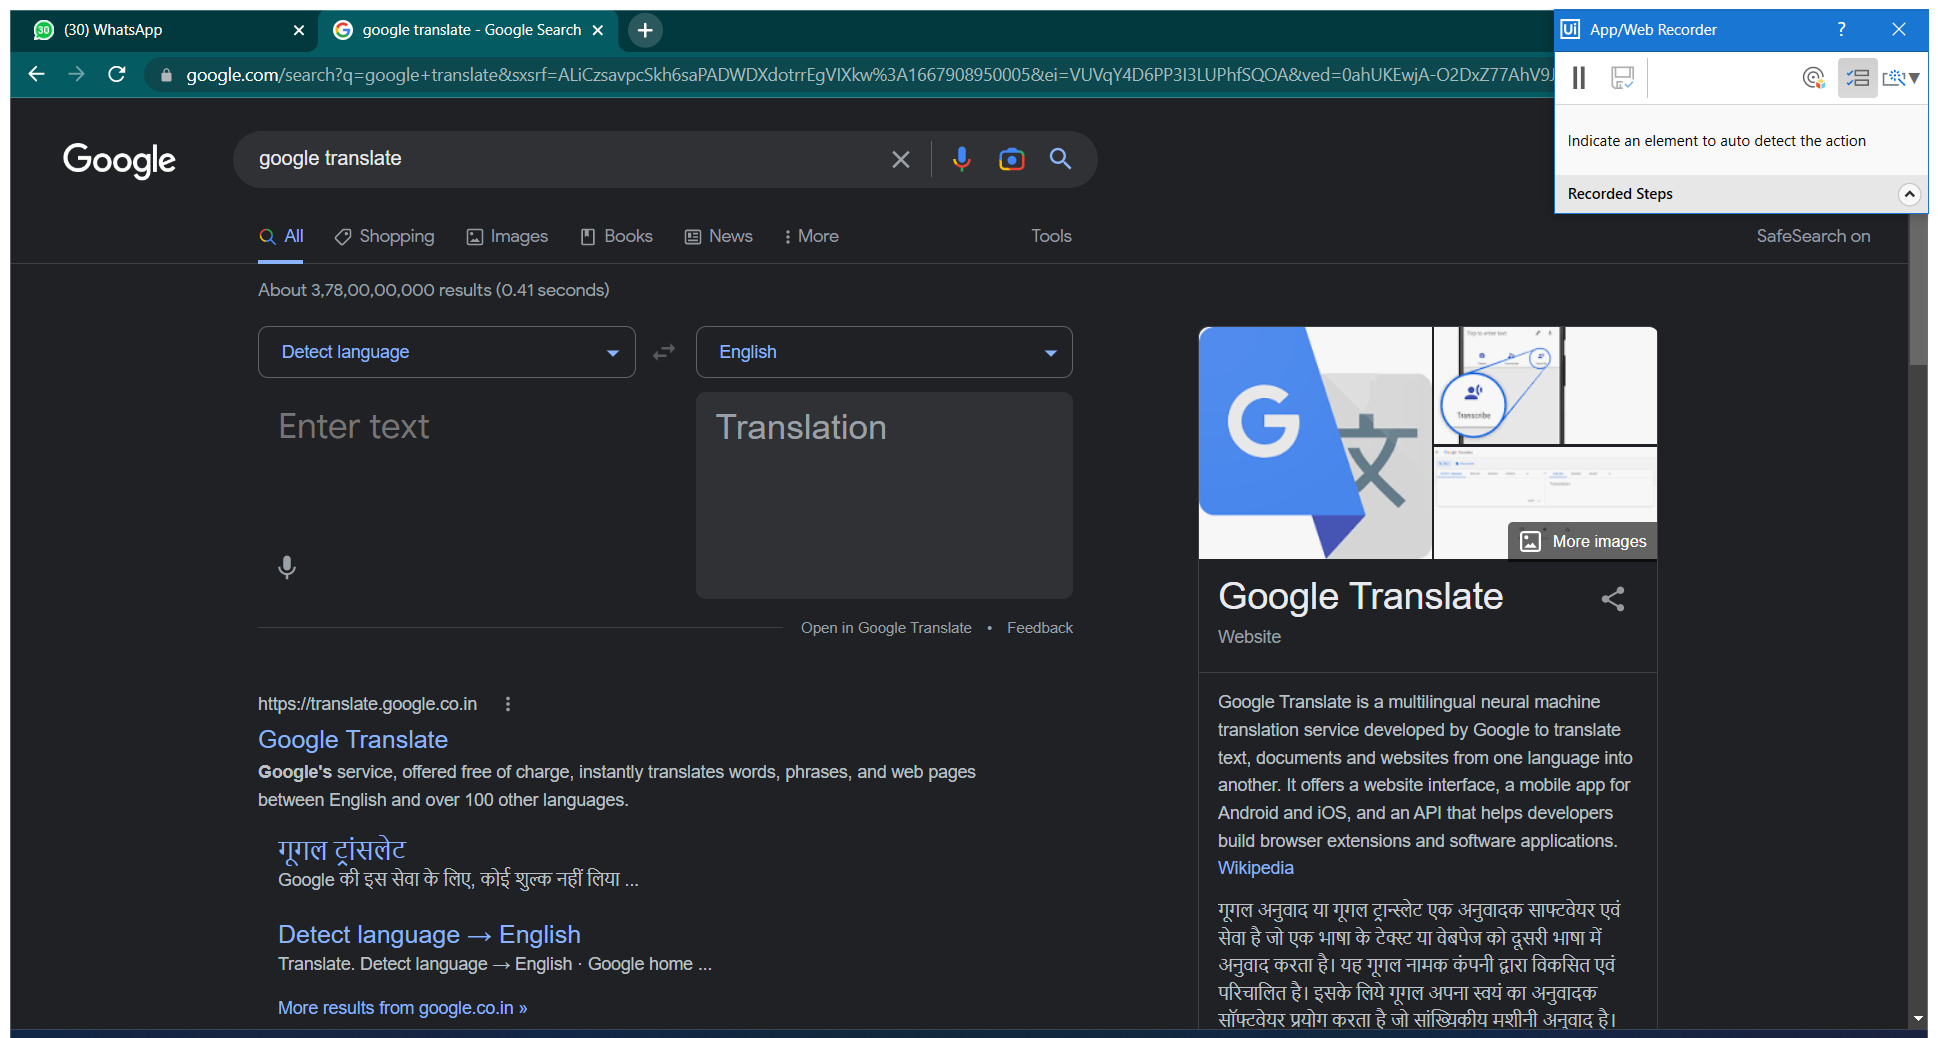 (30) WhatsApp
google translate - Google Search
google.com/search?q=google+translate&sxsrf=ALiCzsavpcSkh6saPADWDXdotrrEgVIXkw%3A1667908950005&ei=VUVqY4D6PP3I3LUPhfSQOA&ved=0ahUKEwjA-O2DxZ77AhV9J
Ui App/Web Recorder
?
Indicate an element to auto detect the action
Recorded Steps
Google
google translate
All
Shopping
Images
Books
News
More
Tools
SafeSearch on
About 3,78,00,00,000 results (0.41 seconds)
Detect language
English
Enter text
Translation
Open in Google Translate • Feedback
https://translate.google.co.in
Google Translate
Google's service, offered free of charge, instantly translates words, phrases, and web pages
between English and over 100 other languages.
गूगल ट्रांसलेट
Google की इस सेवा के लिए, कोई शुल्क नहीं लिया ...
Detect language → English
Translate. Detect language → English · Google home ...
More results from google.co.in »
G
文
Tap to enter text
Transcribe
Translation
More images
Google Translate
Website
Google Translate is a multilingual neural machine
translation service developed by Google to translate
text, documents and websites from one language into
another. It offers a website interface, a mobile app for
Android and iOS, and an API that helps developers
build browser extensions and software applications.
Wikipedia
गूगल अनुवाद या गूगल ट्रान्स्लेट एक अनुवादक साफ्टवेयर एवं
सेवा है जो एक भाषा के टेक्स्ट या वेबपेज को दूसरी भाषा में
अनुवाद करता है। यह गूगल नामक कंपनी द्वारा विकसित एवं
परिचालित है। इसके लिये गूगल अपना स्वयं का अनुवादक
सॉफ्टवेयर प्रयोग करता है जो सांख्यिकीय मशीनी अनुवाद है।